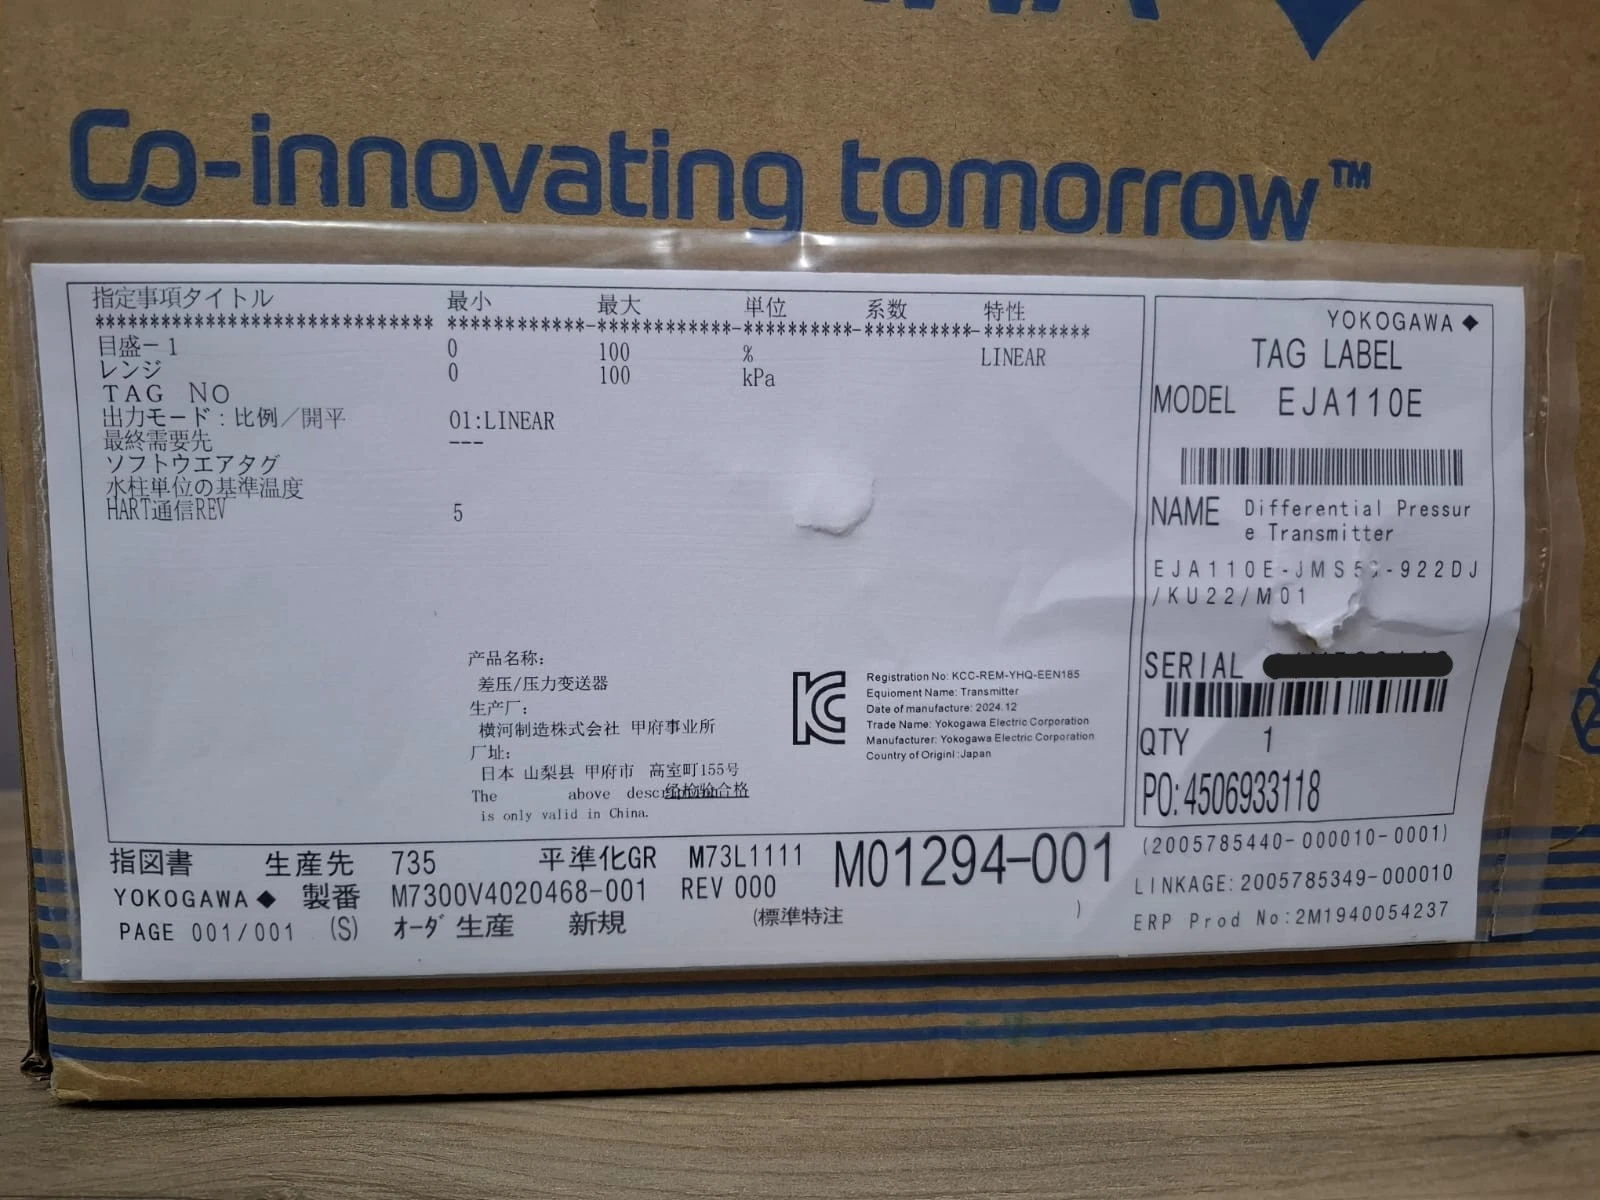 Co-innovating tomorrow™
指定事項タイトル 最小 最大 単位 系数 特性
目盛－1 0 100 % LINEAR
レンジ 0 100 kPa
TAG NO
出力モード：比例／開平 01:LINEAR
最終需要先 ---
ソフトウエアタグ
水柱単位の基準温度
HART通信REV 5
产品名称：
差压/压力变送器
生产厂：
横河制造株式会社 甲府事业所
厂址：
日本 山梨县 甲府市 高室町155号
The above 经检验合格
is only valid in China.
Registration No: KCC-REM-YHQ-EEN185
Equioment Name: Transmitter
Date of manufacture: 2024.12
Trade Name: Yokogawa Electric Corporation
Manufacturer: Yokogawa Electric Corporation
Country of Originl :Japan
指図書 生産先 735 平準化GR M73L1111 M01294-001
YOKOGAWA◆ 製番 M7300V4020468-001 REV 000
PAGE 001/001 (S) オーダ生産 新規 (標準特注 )
YOKOGAWA◆
TAG LABEL
MODEL EJA110E
NAME Differential Pressur
e Transmitter
-922DJ
/KU22/M01
SERIAL
QTY 1
PO:4506933118
(2005785440-000010-0001)
LINKAGE:2005785349-000010
ERP Prod No:2M1940054237